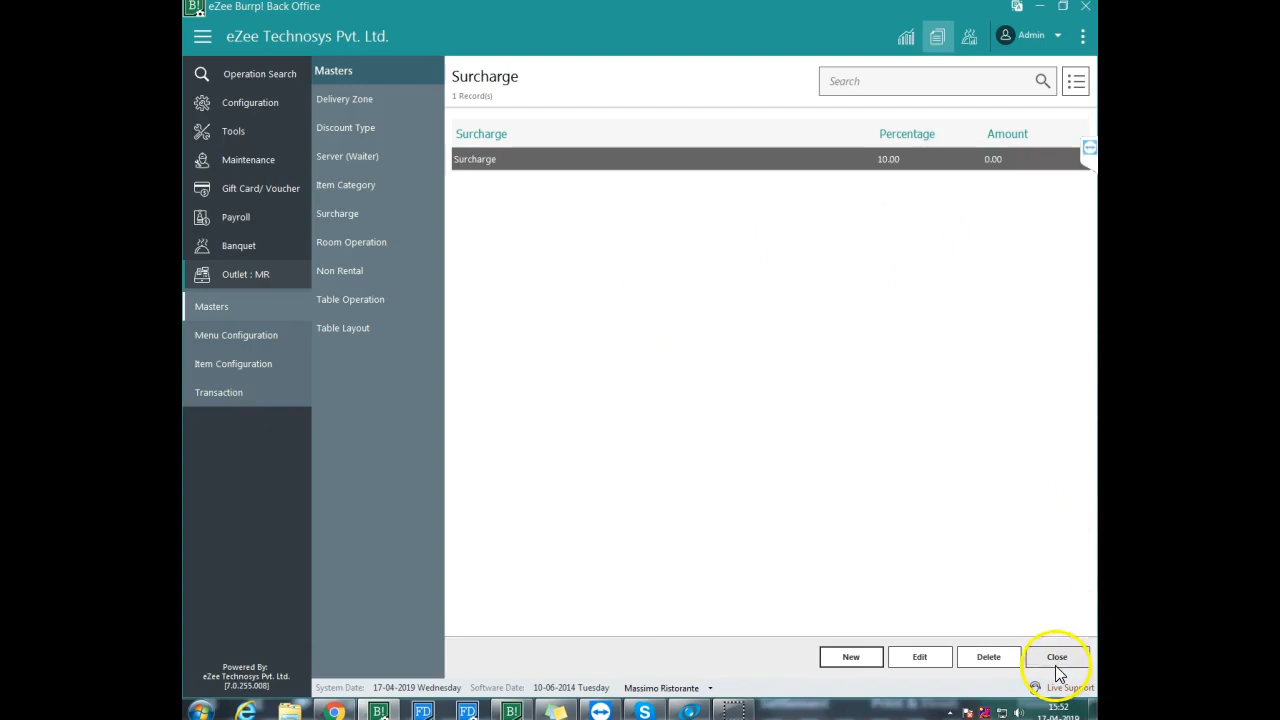 eZee Burrp! Back Office
eZee Technosys Pvt. Ltd.
Admin
Operation Search
Configuration
Tools
Maintenance
Gift Card/ Voucher
Payroll
Banquet
Outlet : MR
Masters
Menu Configuration
Item Configuration
Transaction
Powered By:
eZee Technosys Pvt. Ltd.
[7.0.255.008]
Masters
Delivery Zone
Discount Type
Server (Waiter)
Item Category
Surcharge
Room Operation
Non Rental
Table Operation
Table Layout
Surcharge
1 Record(s)
Search
Surcharge Percentage Amount
Surcharge 10.00 0.00
New Edit Delete Close
System Date: 17-04-2019 Wednesday Software Date: 10-06-2014 Tuesday Massimo Ristorante Live Support
15:52
17-04-2019